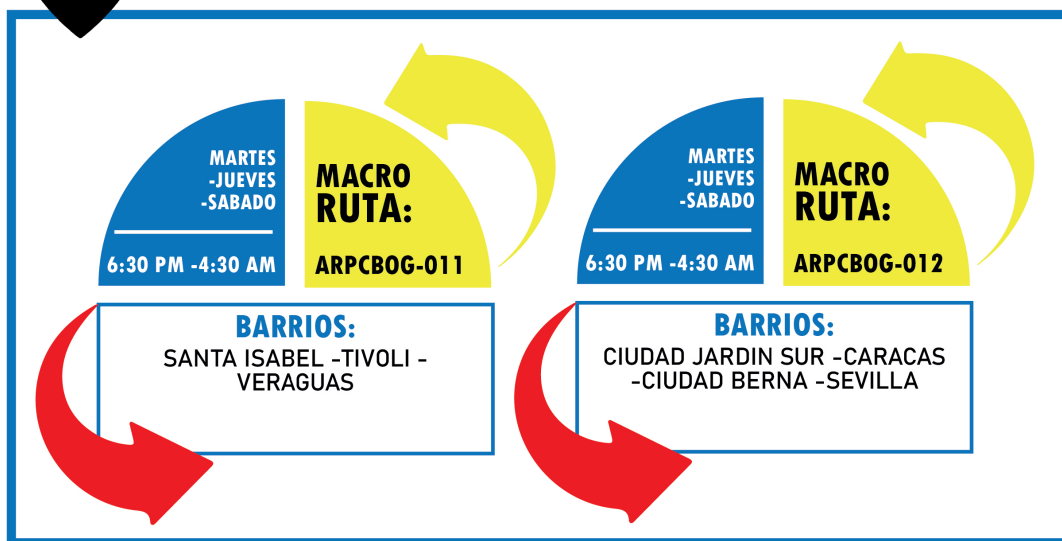 MARTES
-JUEVES
-SABADO
6:30 PM -4:30 AM
MACRO
RUTA:
ARPCBOG-011
BARRIOS:
SANTA ISABEL -TIVOLI -
VERAGUAS
MARTES
-JUEVES
-SABADO
6:30 PM -4:30 AM
MACRO
RUTA:
ARPCBOG-012
BARRIOS:
CIUDAD JARDIN SUR -CARACAS
-CIUDAD BERNA -SEVILLA